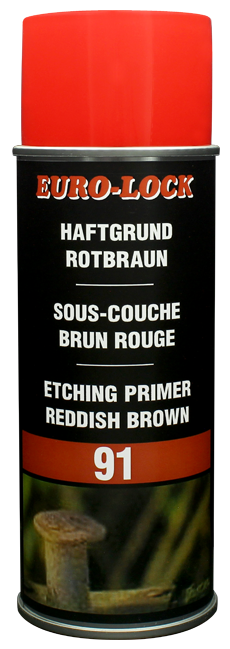 EURO-LOCK
HAFTGRUND
ROTBRAUN
SOUS-COUCHE
BRUN ROUGE
ETCHING PRIMER
REDDISH BROWN
91